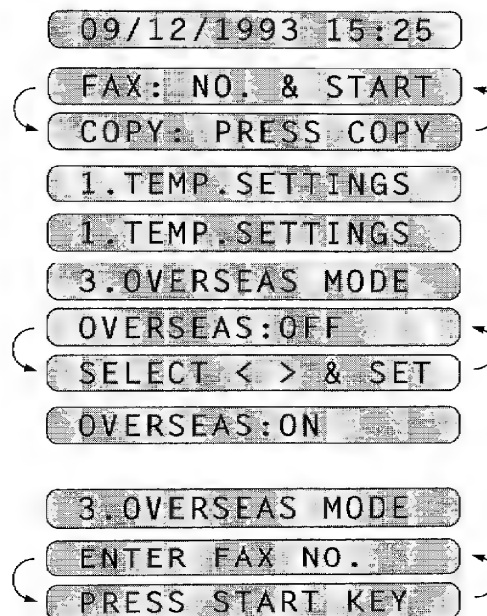 09/12/1993 15:25
FAX: NO. & START
COPY: PRESS COPY
1.TEMP.SETTINGS
1.TEMP.SETTINGS
3.OVERSEAS MODE
OVERSEAS:OFF
SELECT < > & SET
OVERSEAS:ON
3.OVERSEAS MODE
ENTER FAX NO.
PRESS START KEY